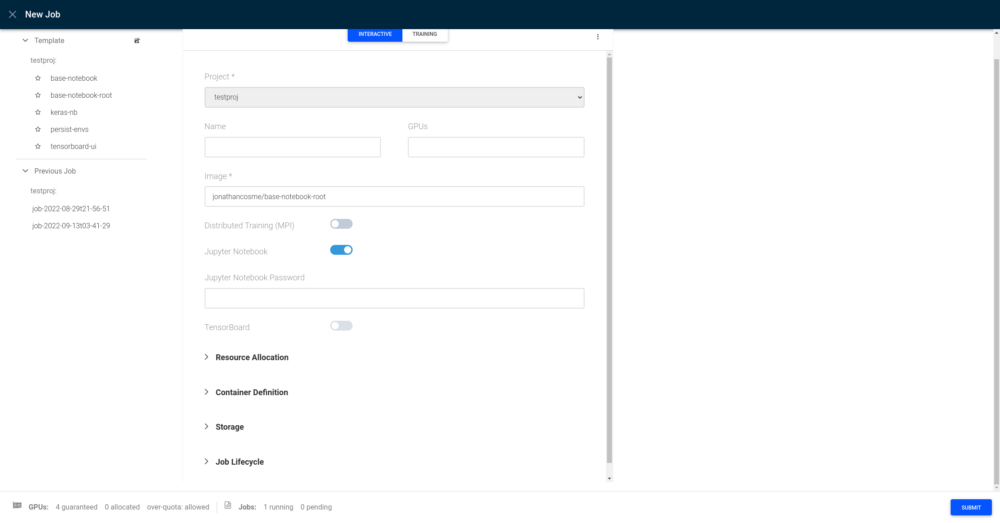 New Job
Template
testproj:
base-notebook
base-notebook-root
keras-nb
persist-envs
tensorboard-ui
Previous Job
testproj:
job-2022-08-29t21-56-51
job-2022-09-13t03-41-29
INTERACTIVE TRAINING
Project *
testproj
Name GPUs
Image *
jonathancosme/base-notebook-root
Distributed Training (MPI)
Jupyter Notebook
Jupyter Notebook Password
TensorBoard
Resource Allocation
Container Definition
Storage
Job Lifecycle
GPUs: 4 guaranteed 0 allocated over-quota: allowed Jobs: 1 running 0 pending SUBMIT